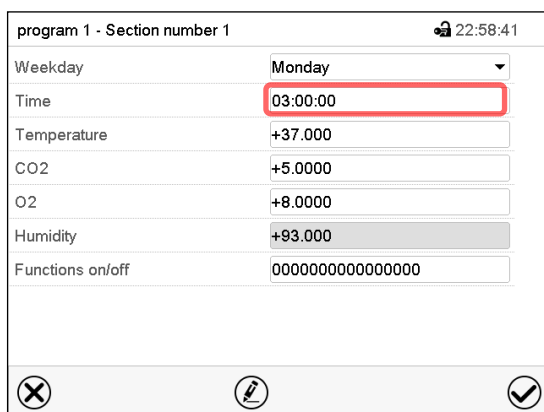 program 1 - Section number 1 22:58:41
Weekday Monday
Time 03:00:00
Temperature +37.000
CO2 +5.0000
O2 +8.0000
Humidity +93.000
Functions on/off 0000000000000000